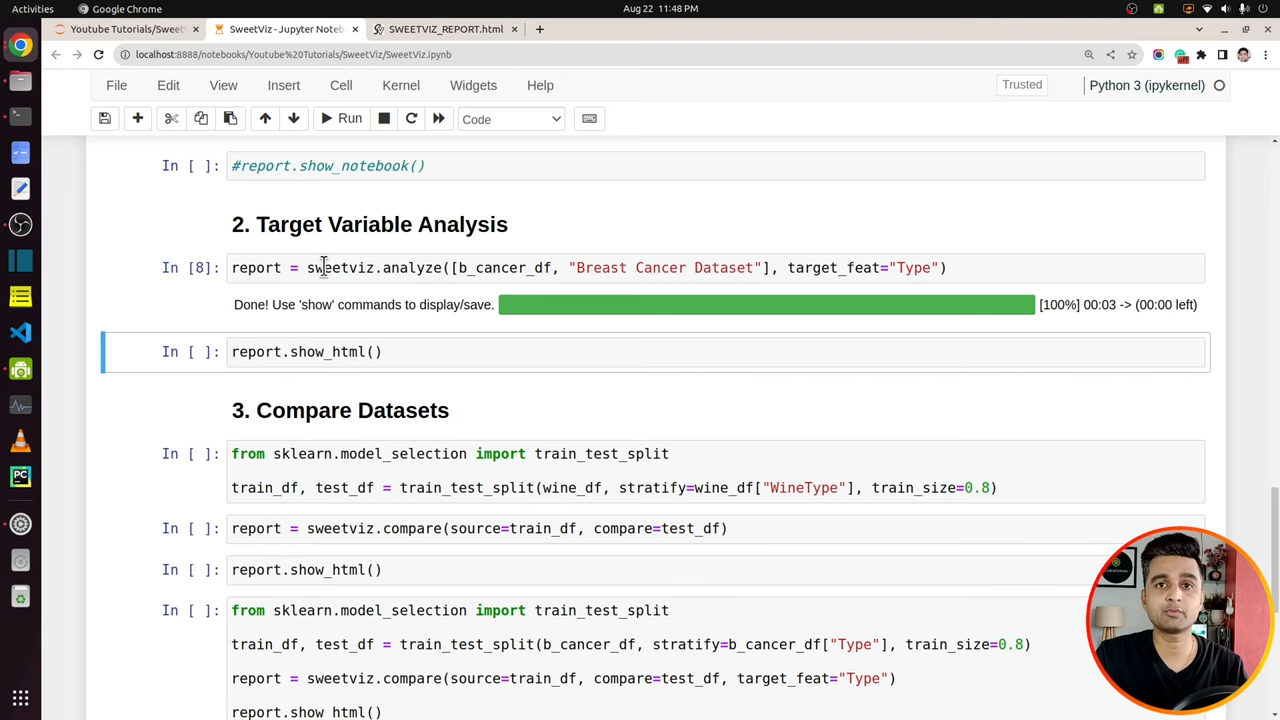 Activities
Google Chrome
Aug 22 11:48 PM
Youtube Tutorials/Sweet
SweetViz - Jupyter Noteb
SWEETVIZ_REPORT.html
localhost:8888/notebooks/Youtube%20Tutorials/SweetViz/SweetViz.ipynb
off
File Edit View Insert Cell Kernel Widgets Help
Trusted
Python 3 (ipykernel)
Run
Code
In [ ]: #report.show_notebook()
2. Target Variable Analysis
In [8]: report = sweetviz.analyze([b_cancer_df, "Breast Cancer Dataset"], target_feat="Type")
Done! Use 'show' commands to display/save. [100%] 00:03 -> (00:00 left)
In [ ]: report.show_html()
3. Compare Datasets
In [ ]: from sklearn.model_selection import train_test_split
train_df, test_df = train_test_split(wine_df, stratify=wine_df["WineType"], train_size=0.8)
In [ ]: report = sweetviz.compare(source=train_df, compare=test_df)
In [ ]: report.show_html()
In [ ]: from sklearn.model_selection import train_test_split
train_df, test_df = train_test_split(b_cancer_df, stratify=b_cancer_df["Type"], train_size=0.8)
report = sweetviz.compare(source=train_df, compare=test_df, target_feat="Type")
report.show_html()